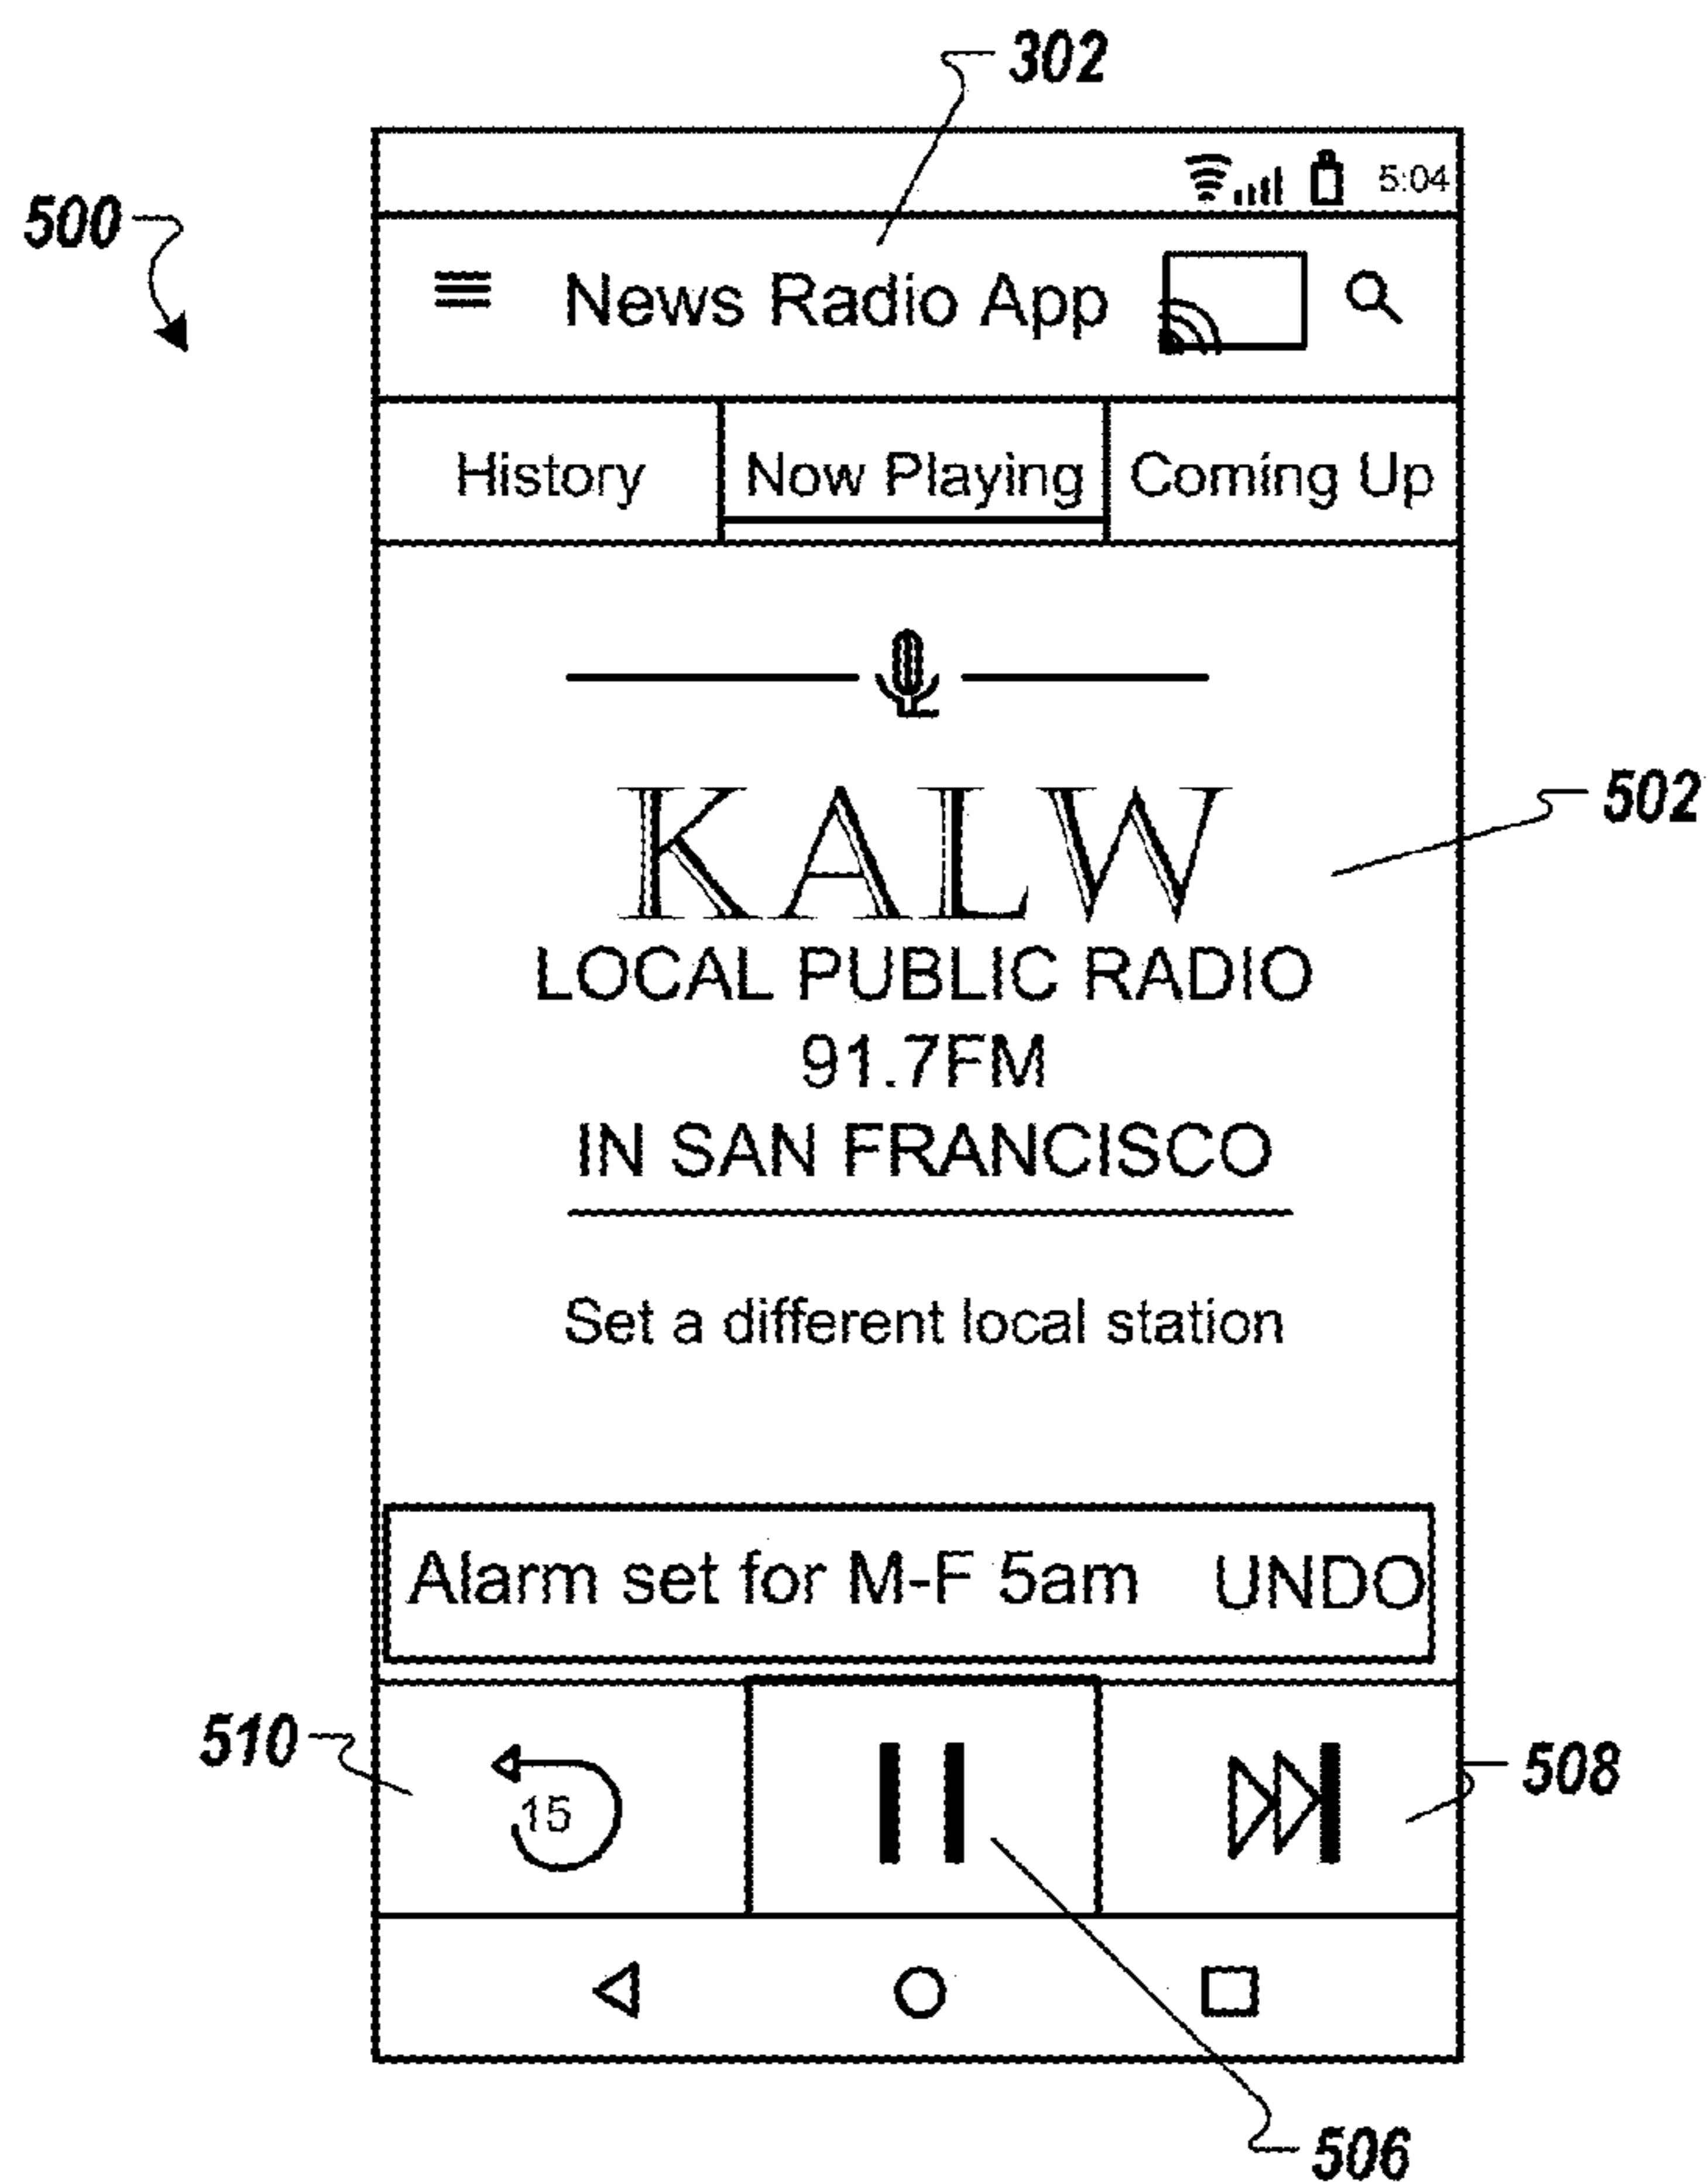 302
5:04
500
News Radio App
History Now Playing Coming Up
KALW
502
LOCAL PUBLIC RADIO
91.7FM
IN SAN FRANCISCO
Set a different local station
Alarm set for M-F 5am UNDO
510
15
508
506